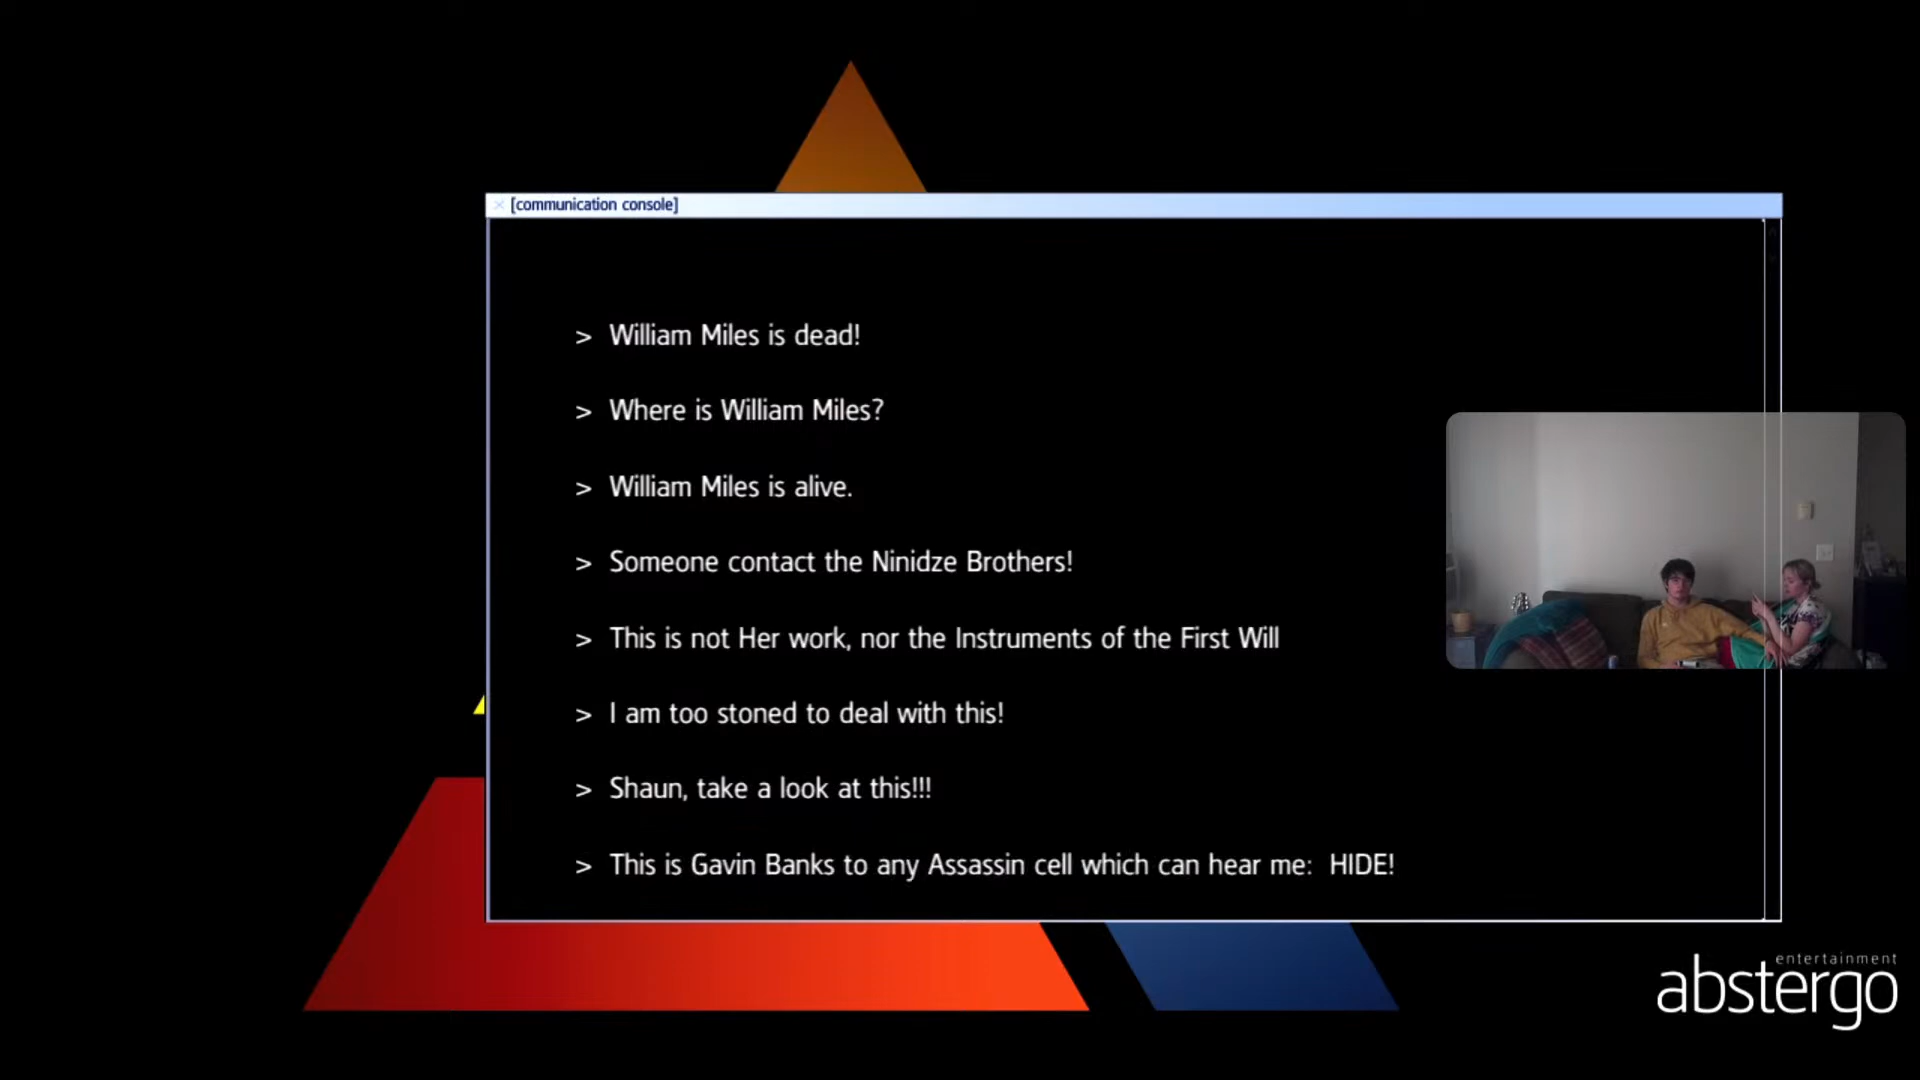 [communication console]
> William Miles is dead!
> Where is William Miles?
> William Miles is alive.
> Someone contact the Ninidze Brothers!
> This is not Her work, nor the Instruments of the First Will
> I am too stoned to deal with this!
> Shaun, take a look at this!!!
> This is Gavin Banks to any Assassin cell which can hear me:  HIDE!
entertainment
abstergo